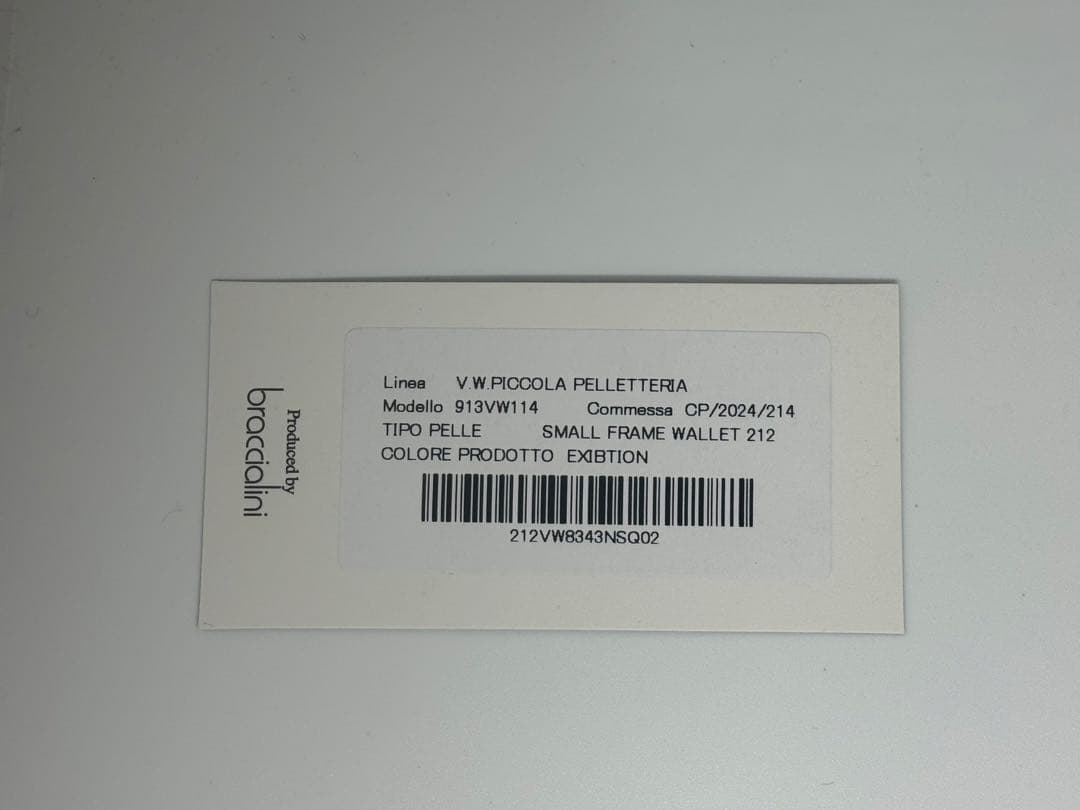 Linea V.W.PICCOLA PELLETTERIA
Modello 913VW114 Commessa CP/2024/214
TIPO PELLE SMALL FRAME WALLET 212
COLORE PRODOTTO EXIBTION
212VW8343NSQ02
Produced by
braccialini